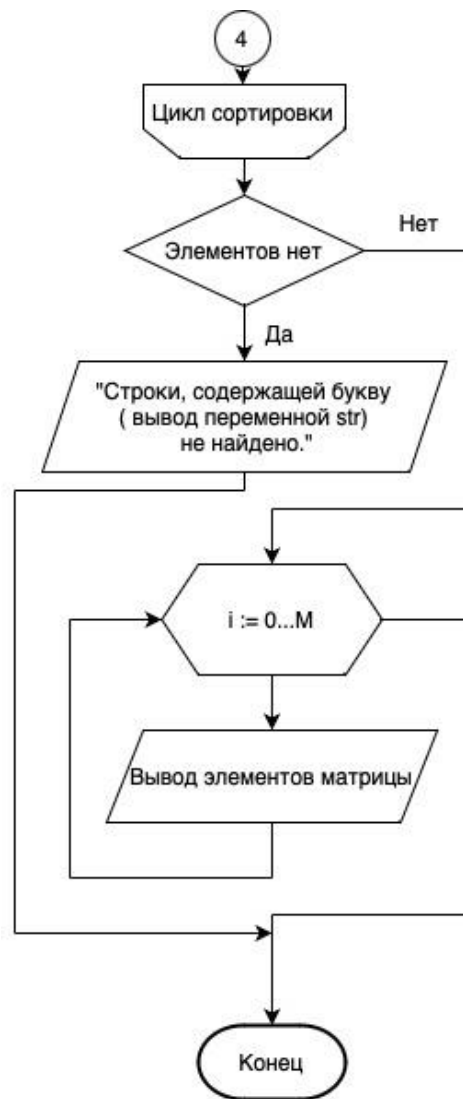 4
Цикл сортировки
Элементов нет
Нет
Да
"Строки, содержащей букву
( вывод переменной str)
не найдено."
i := 0...M
Вывод элементов матрицы
Конец